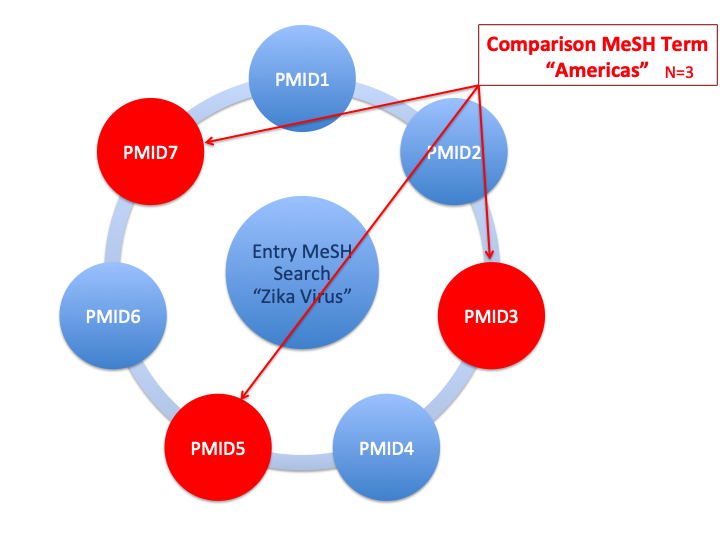 Comparison MeSH Term
“Americas” N=3
PMID1
PMID7
PMID2
Entry MeSH
Search
“Zika Virus”
PMID6
PMID3
PMID5
PMID4